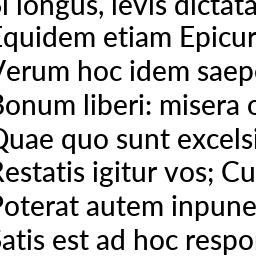 Si longus, levis dictata
Equidem etiam Epicur
Verum hoc idem saepe
Bonum liberi: misera o
Quae quo sunt excelsi
Restatis igitur vos; Cu
Poterat autem inpune
Satis est ad hoc respo